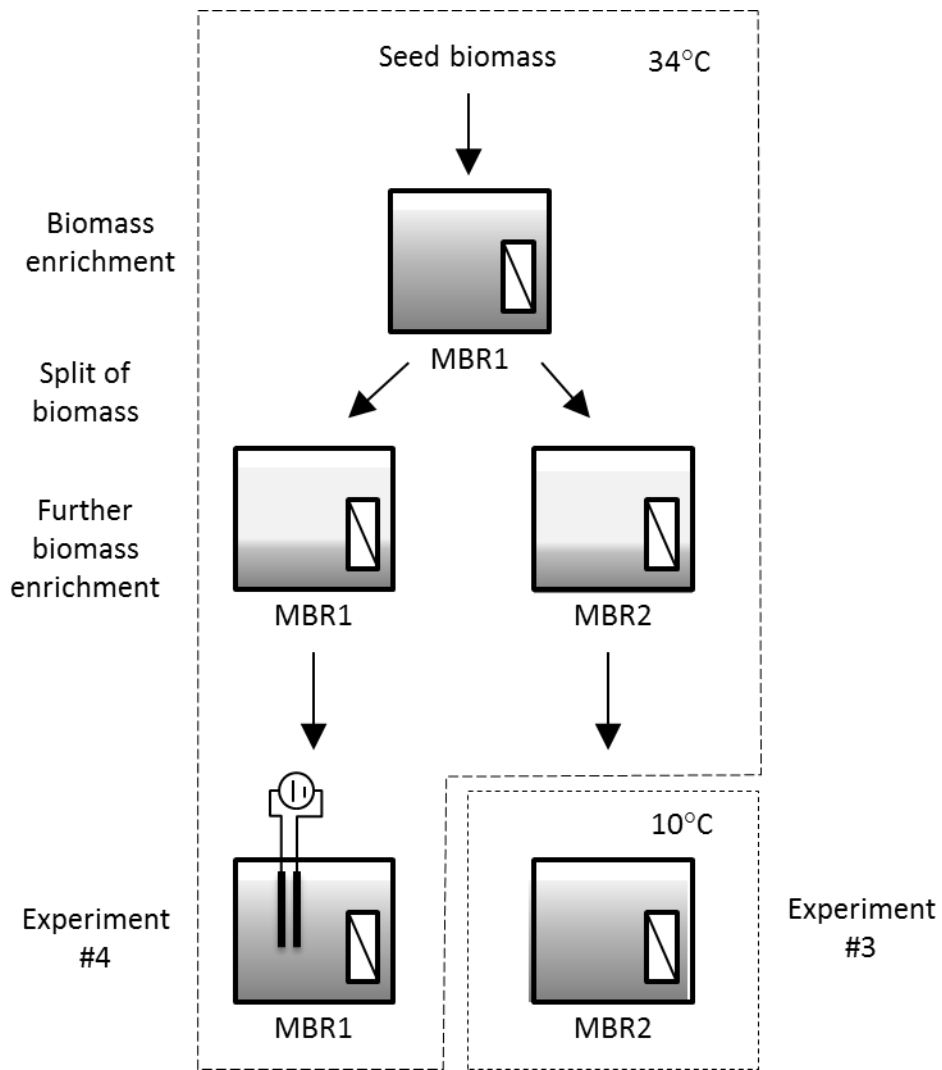 Seed biomass
34°C
Biomass
enrichment
MBR1
Split of
biomass
Further
biomass
enrichment
MBR1
MBR2
10°C
Experiment
#4
Experiment
#3
MBR1
MBR2